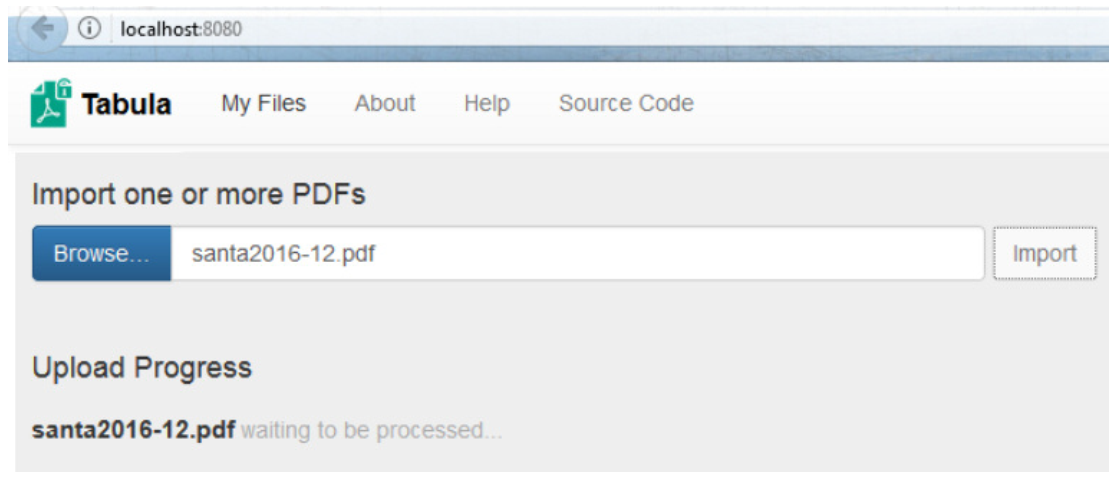 localhost:8080
Tabula My Files About Help Source Code
Import one or more PDFs
Browse... santa2016-12.pdf Import
Upload Progress
santa2016-12.pdf waiting to be processed...